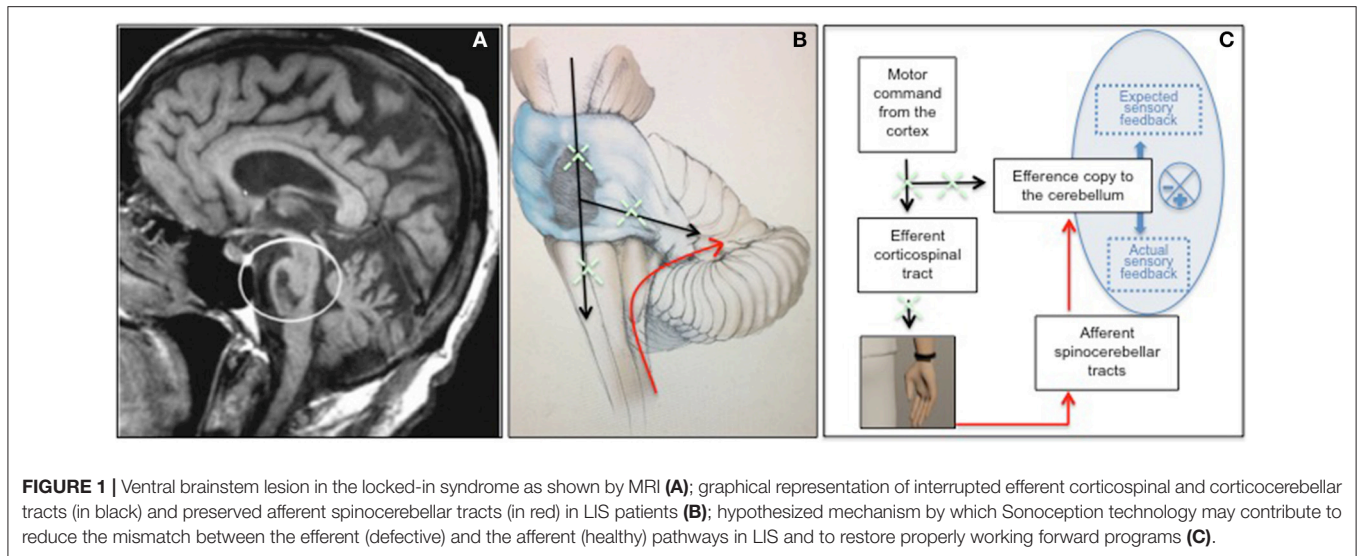 A
B
C
Motor
command
from the
cortex
Expected
sensory
feedback
Efference copy to
the cerebellum
Efferent
corticospinal
tract
Actual
sensory
feedback
Afferent
spinocerebellar
tracts
FIGURE 1 | Ventral brainstem lesion in the locked-in syndrome as shown by MRI (A); graphical representation of interrupted efferent corticospinal and corticocerebellar
tracts (in black) and preserved afferent spinocerebellar tracts (in red) in LIS patients (B); hypothesized mechanism by which Sonoception technology may contribute to
reduce the mismatch between the efferent (defective) and the afferent (healthy) pathways in LIS and to restore properly working forward programs (C).